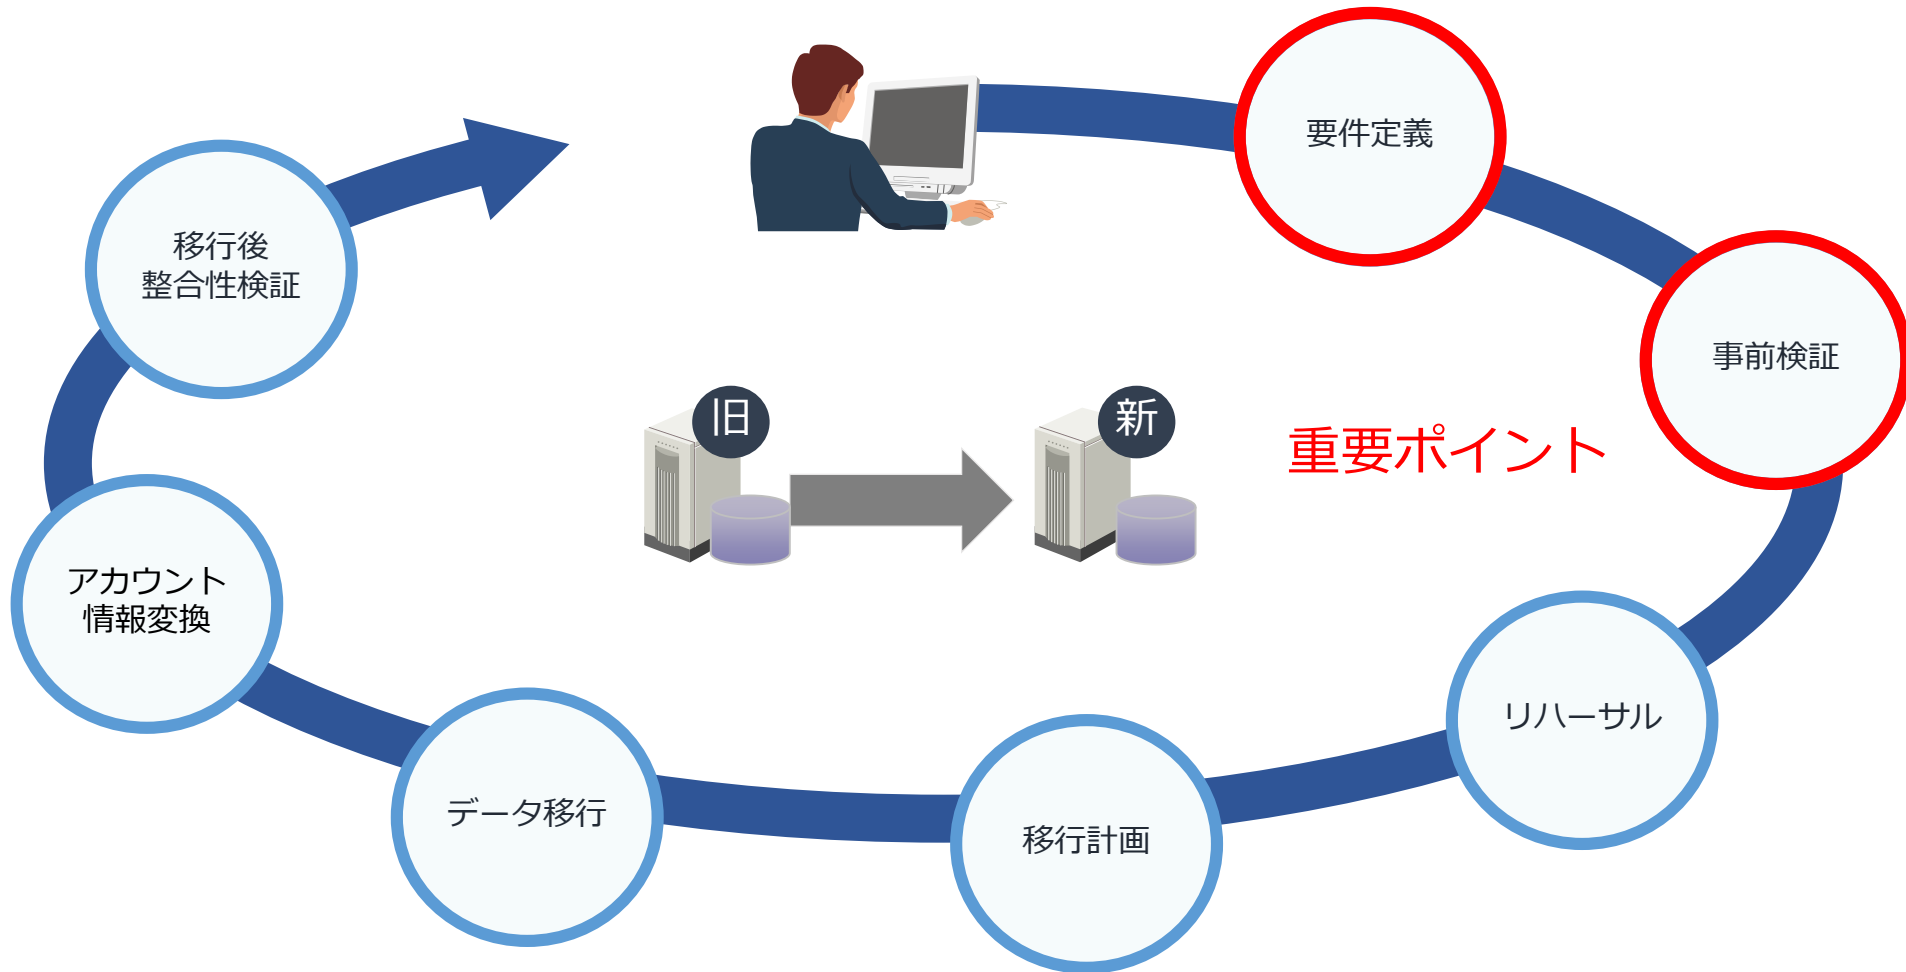 要件定義
事前検証
移行後
整合性検証
旧
新
重要ポイント
アカウント
情報変換
リハーサル
データ移行
移行計画